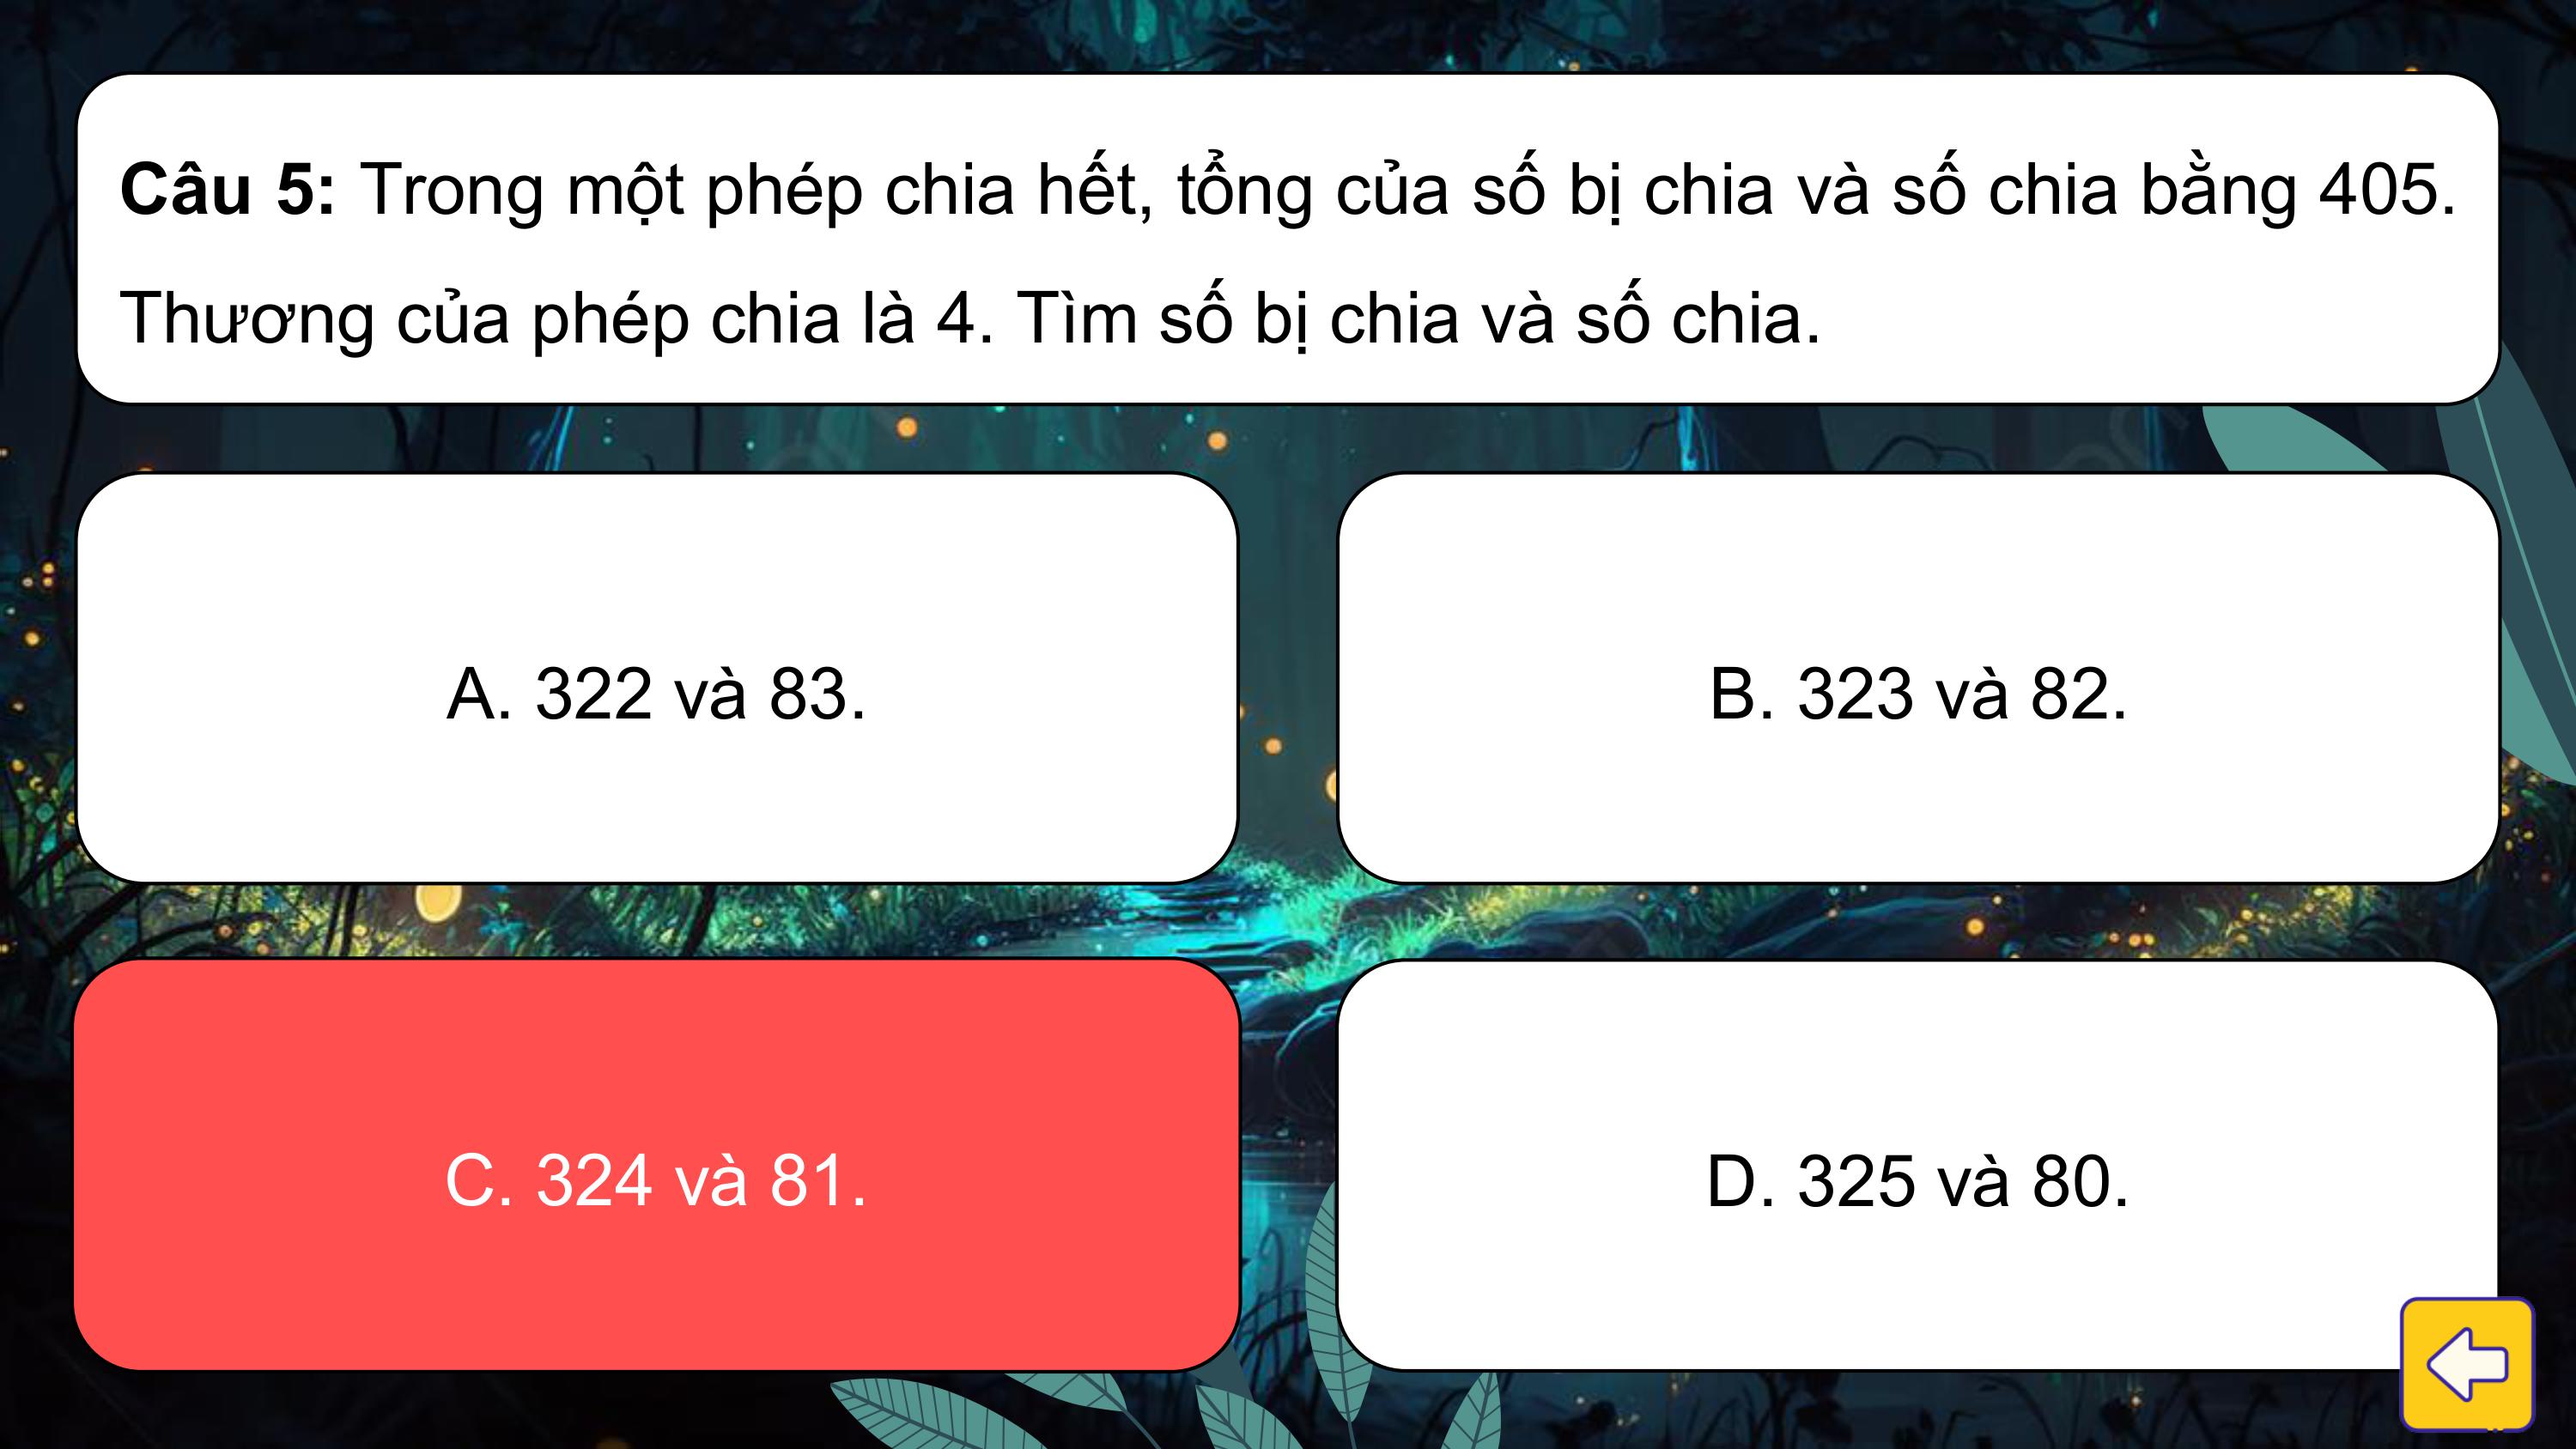 Câu 5: Trong một phép chia hết, tổng của số bị chia và số chia bằng 405.
Thương của phép chia là 4. Tìm số bị chia và số chia.
A. 322 và 83.
B. 323 và 82.
C. 324 và 81.
D. 325 và 80.